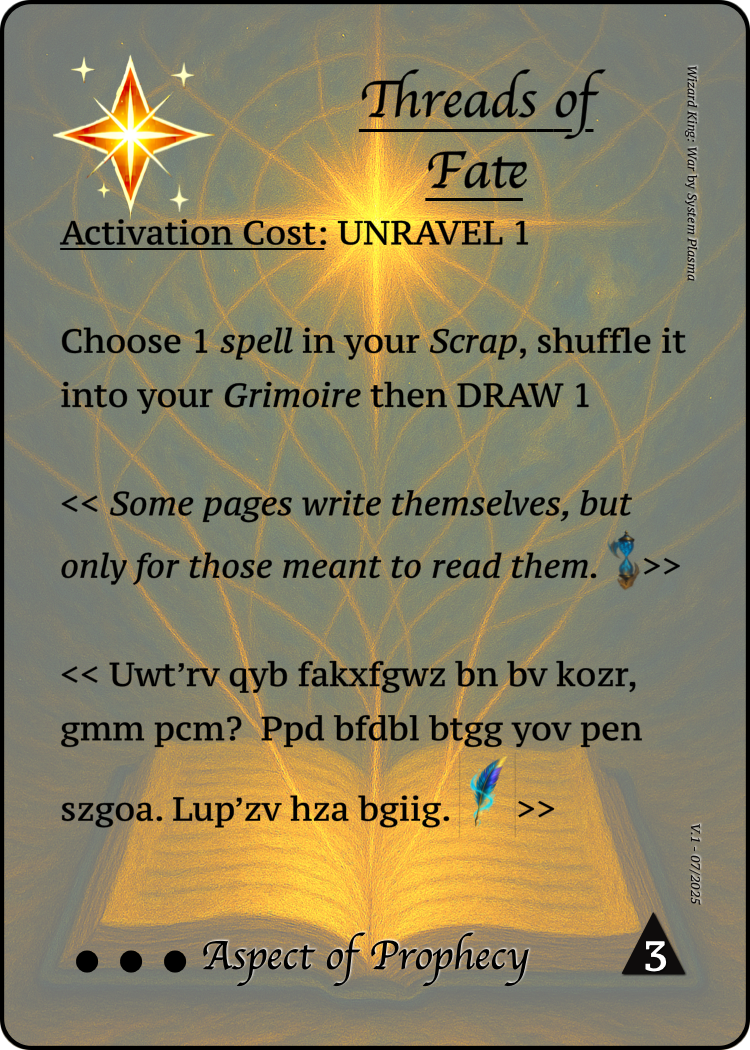 Threads of
Fate
Wizard King: War by System Plasma
Activation Cost: UNRAVEL 1
Choose 1 spell in your Scrap, shuffle it
into your Grimoire then DRAW 1
<< Some pages write themselves, but
only for those meant to read them. >>
<< Uwt’rv qyb fakxfgwz bn bv kozr,
gmm pcm?  Ppd bfdbl btgg yov pen
szgoa. Lup’zv hza bgiig. >>
V.1 - 07/2025
Aspect of Prophecy
3